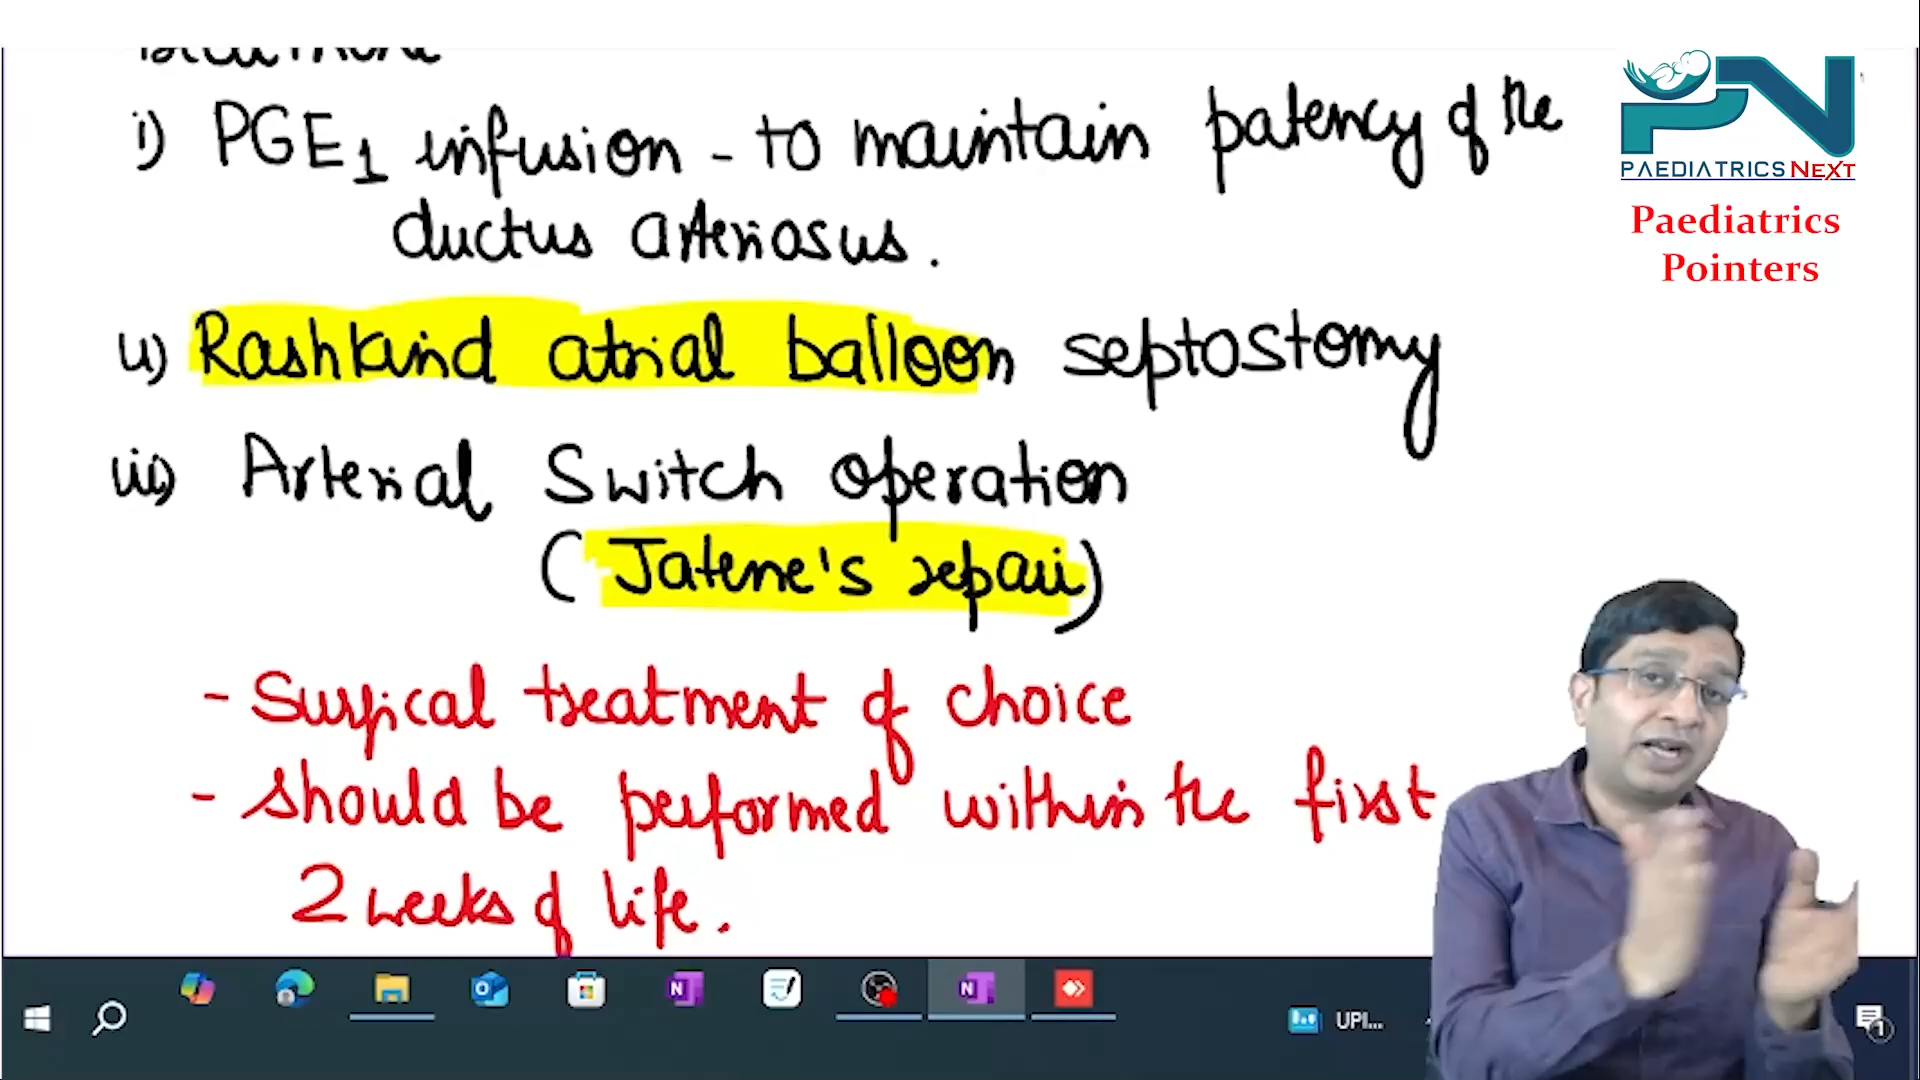 i) PGE1 infusion - to maintain patency of the
ductus arteriosus.
ii) Rashkind atrial balloon septostomy
iii) Arterial Switch operation
(Jatene's repair)
- Surgical treatment of choice
- should be performed within the first
2 weeks of life.
PN
PAEDIATRICS NEXT
Paediatrics
Pointers
UPI...
1